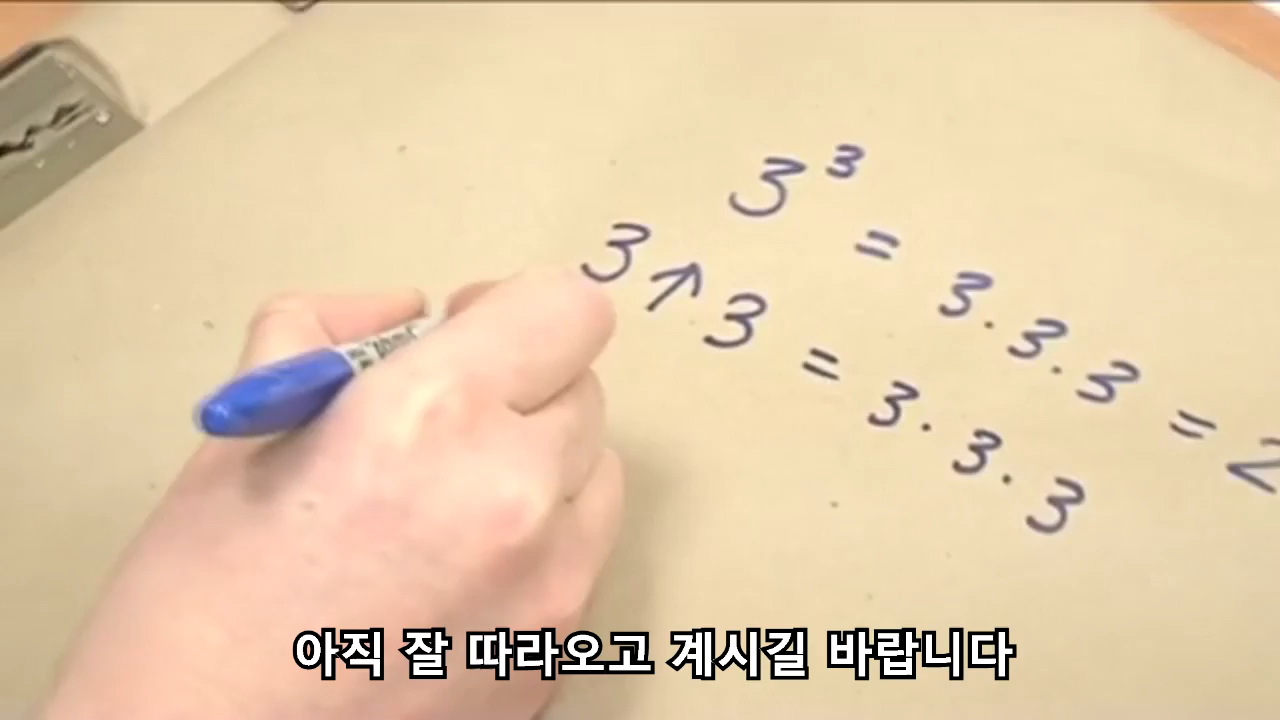 3³ = 3·3·3 = 2
3↑3 = 3·3·3
아직 잘 따라오고 계시길 바랍니다